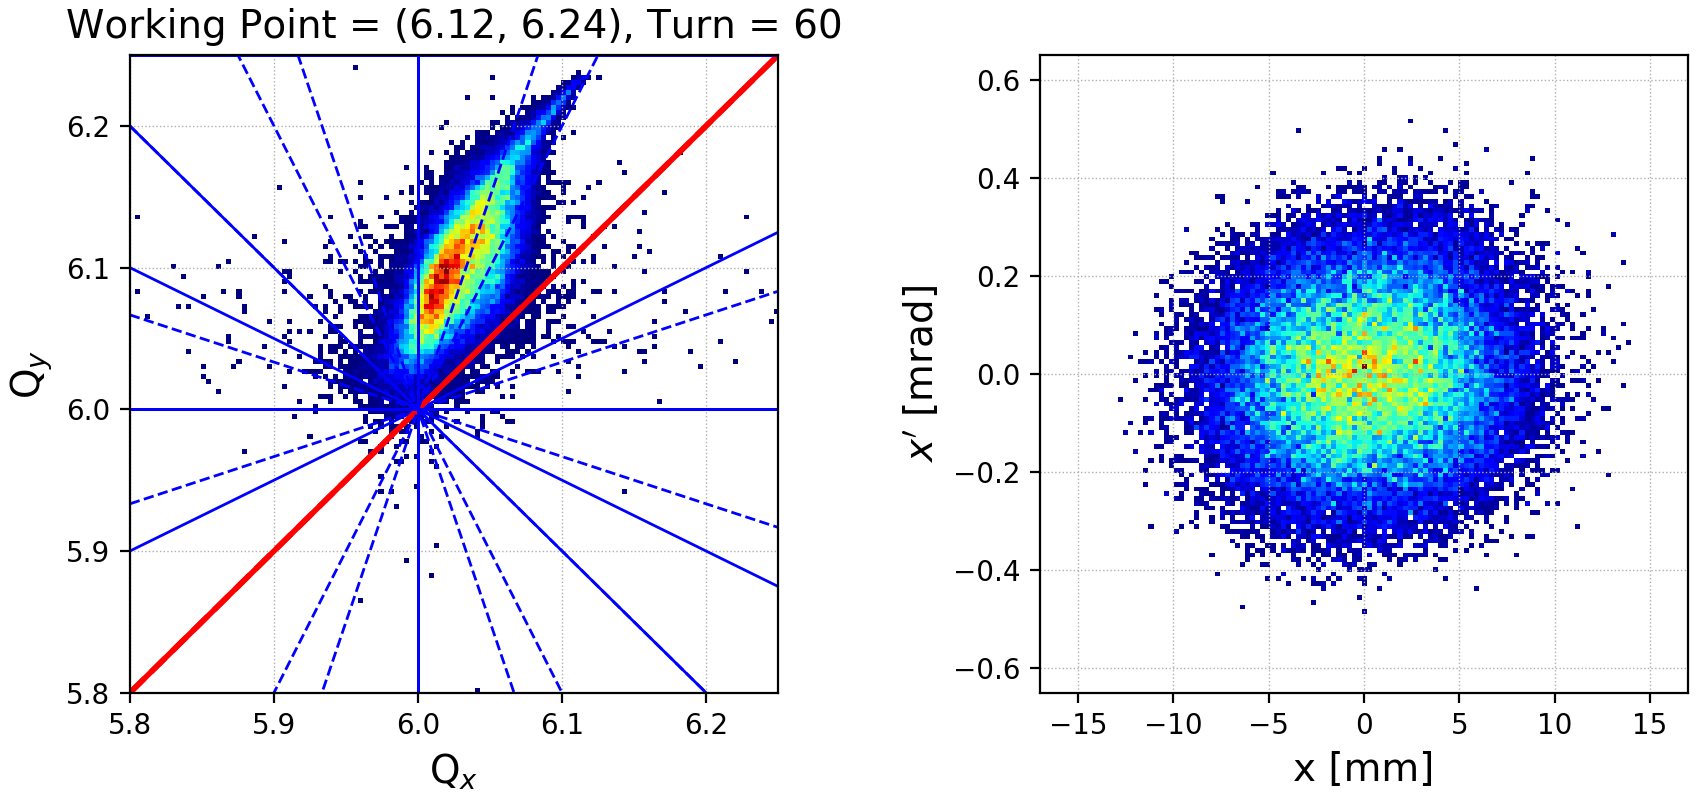 Working Point = (6.12, 6.24), Turn = 60
6.2
6.1
6.0
5.9
5.8
Qy
5.8 5.9 6.0 6.1 6.2
Qx
0.6
0.4
0.2
0.0
−0.2
−0.4
−0.6
x′ [mrad]
−15 −10 −5 0 5 10 15
x [mm]